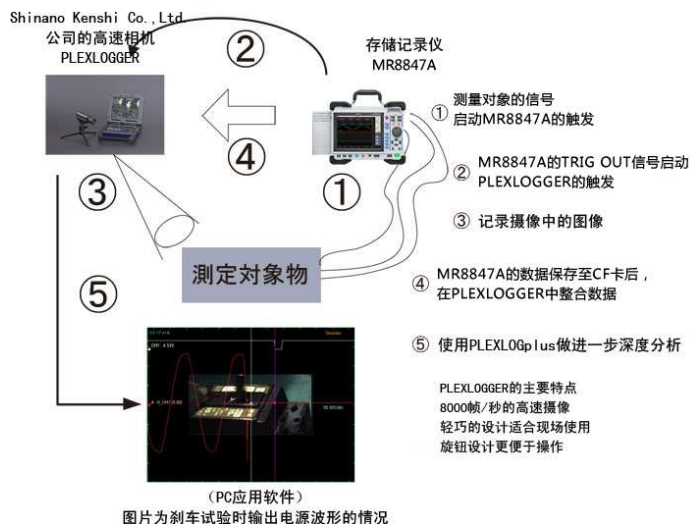 Shinano Kenshi Co.,Ltd.
公司的高速相机
PLEXLOGGER
②
存储记录仪
MR8847A
④
①
③
⑤
测量对象的信号
① 启动MR8847A的触发
MR8847A的TRIG OUT信号启动
② PLEXLOGGER的触发
③ 记录摄像中的图像
測定対象物
④ MR8847A的数据保存至CF卡后，
在PLEXLOGGER中整合数据
⑤ 使用PLEXLOGplus做进一步深度分析
PLEXLOGGER的主要特点
8000帧/秒的高速摄像
轻巧的设计适合现场使用
旋钮设计更便于操作
（PC应用软件）
图片为刹车试验时输出电源波形的情况